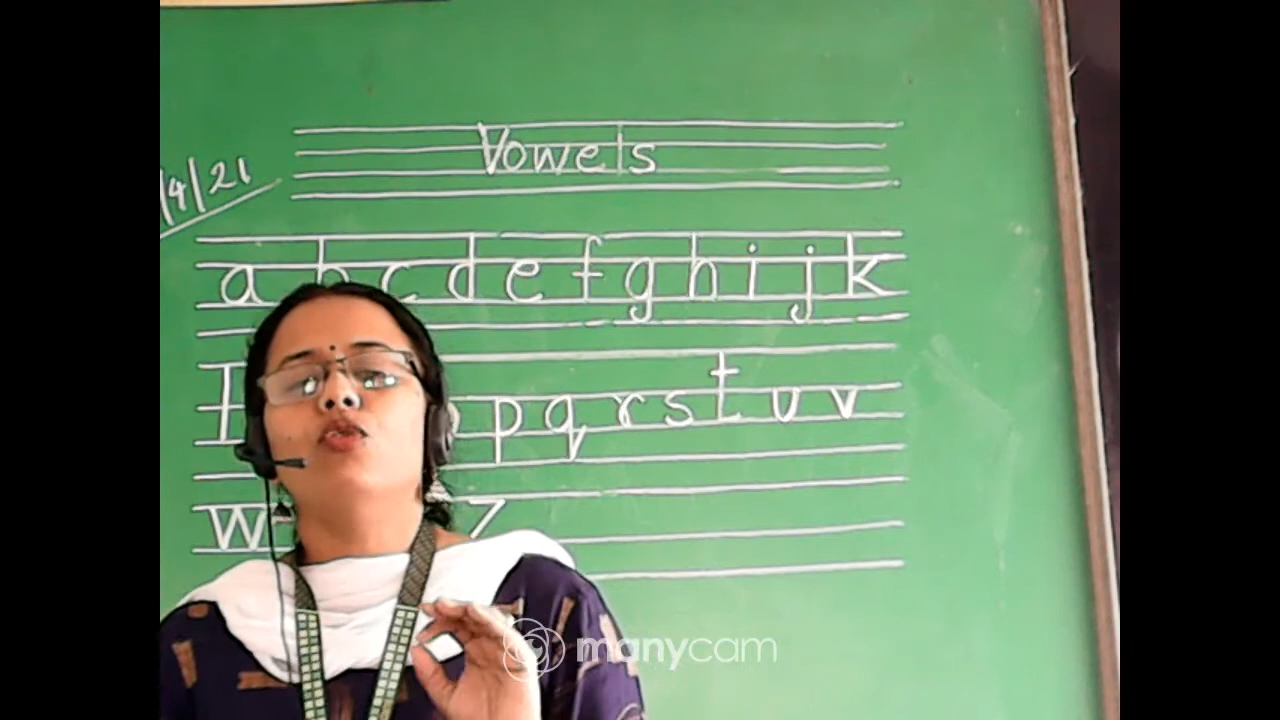 Vowels
/4/21
a b c d e f g h i j k
p q r s t u v
w z
manycam